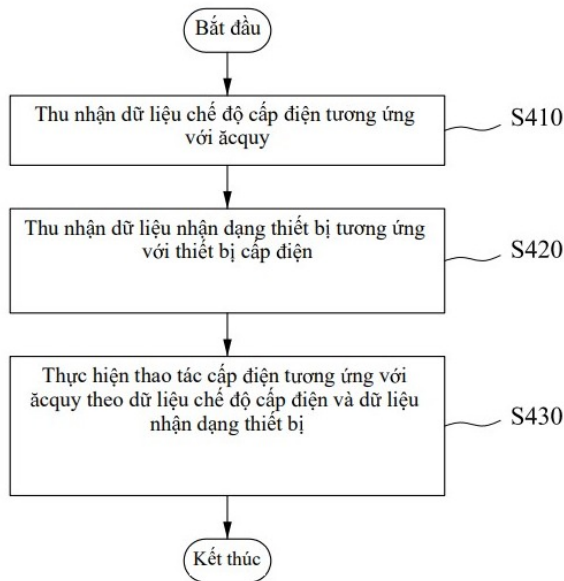 Bắt đầu
Thu nhận dữ liệu chế độ cấp điện tương ứng
với ăcquy
S410
Thu nhận dữ liệu nhận dạng thiết bị tương ứng
với thiết bị cấp điện
S420
Thực hiện thao tác cấp điện tương ứng với
ăcquy theo dữ liệu chế độ cấp điện và dữ liệu
nhận dạng thiết bị
S430
Kết thúc